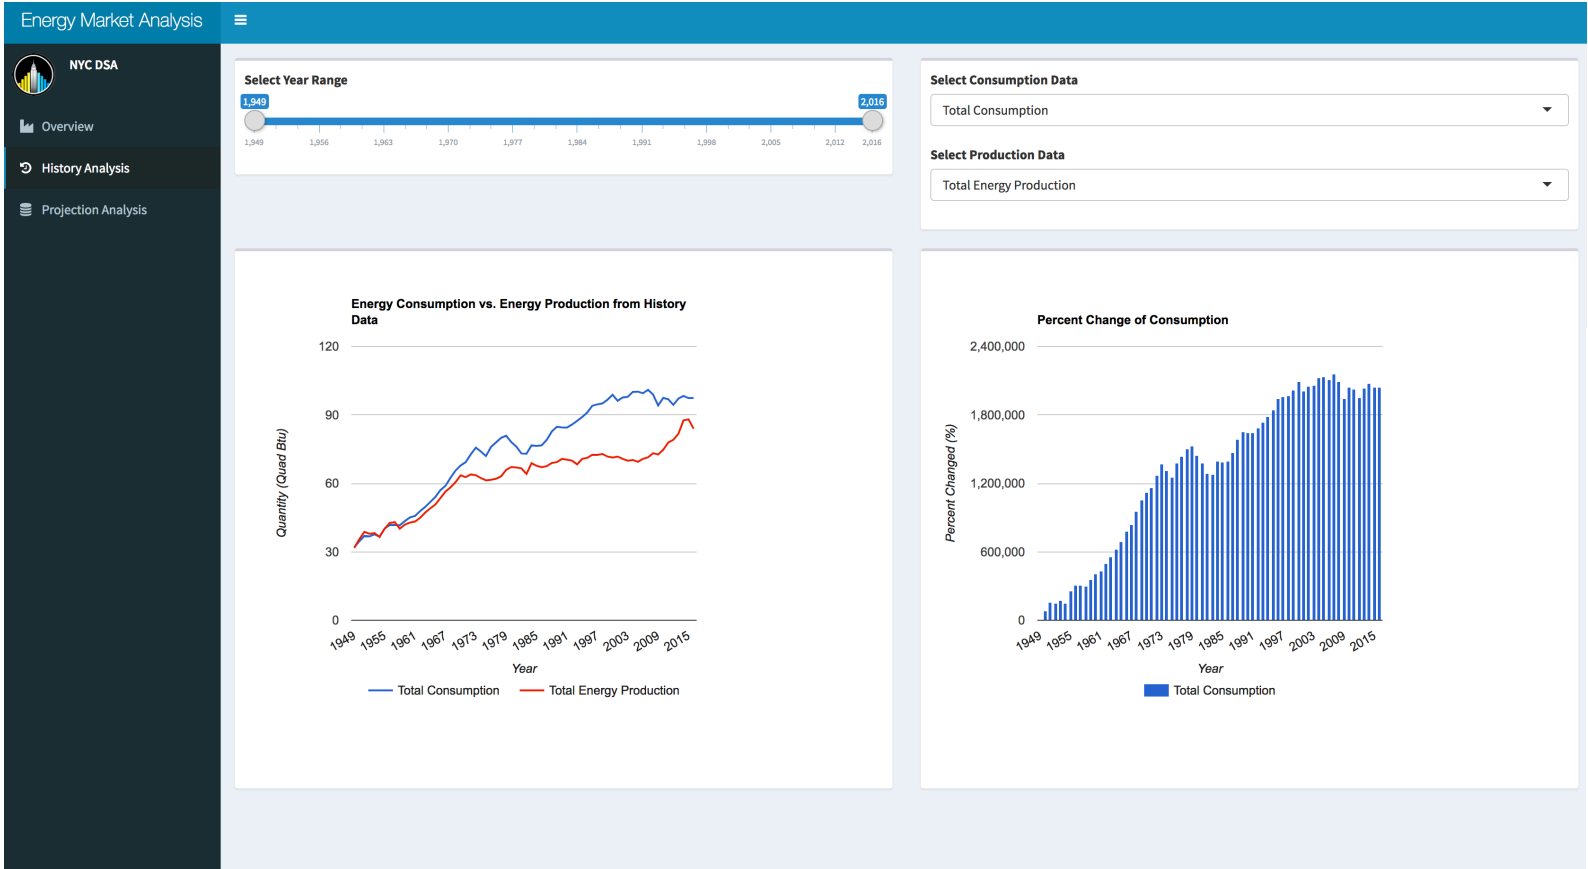 Energy Market Analysis
NYC DSA
Overview
History Analysis
Projection Analysis
Select Year Range
1,949
2,016
1,949 1,956 1,963 1,970 1,977 1,984 1,991 1,998 2,005 2,012 2,016
Select Consumption Data
Total Consumption
Select Production Data
Total Energy Production
Energy Consumption vs. Energy Production from History
Data
120
90
60
30
0
Quantity (Quad Btu)
1949 1955 1961 1967 1973 1979 1985 1991 1997 2003 2009 2015
Year
Total Consumption Total Energy Production
Percent Change of Consumption
2,400,000
1,800,000
1,200,000
600,000
0
Percent Changed (%)
1949 1955 1961 1967 1973 1979 1985 1991 1997 2003 2009 2015
Year
Total Consumption